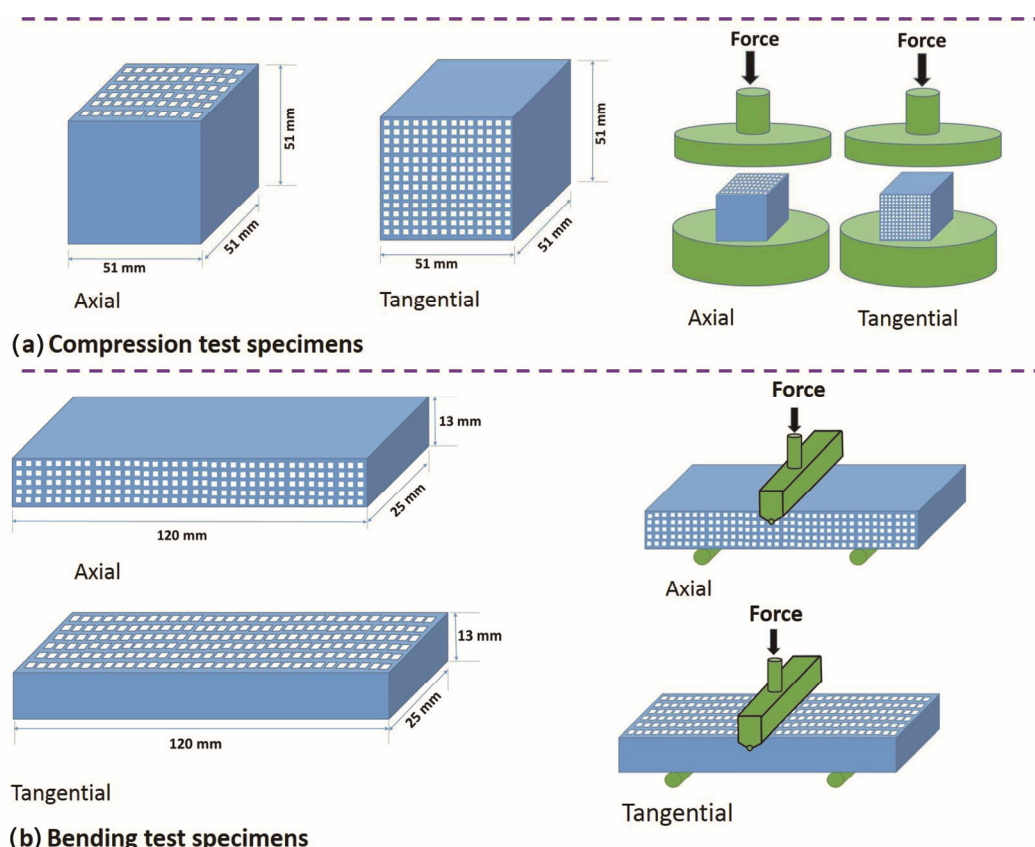 Force
Force
51 mm
51 mm
51 mm
51 mm
51 mm
51 mm
Axial
Tangential
Axial
Tangential
(a) Compression test specimens
Force
13 mm
25 mm
120 mm
Axial
Axial
Force
13 mm
25 mm
120 mm
Tangential
Tangential
(b) Bending test specimens